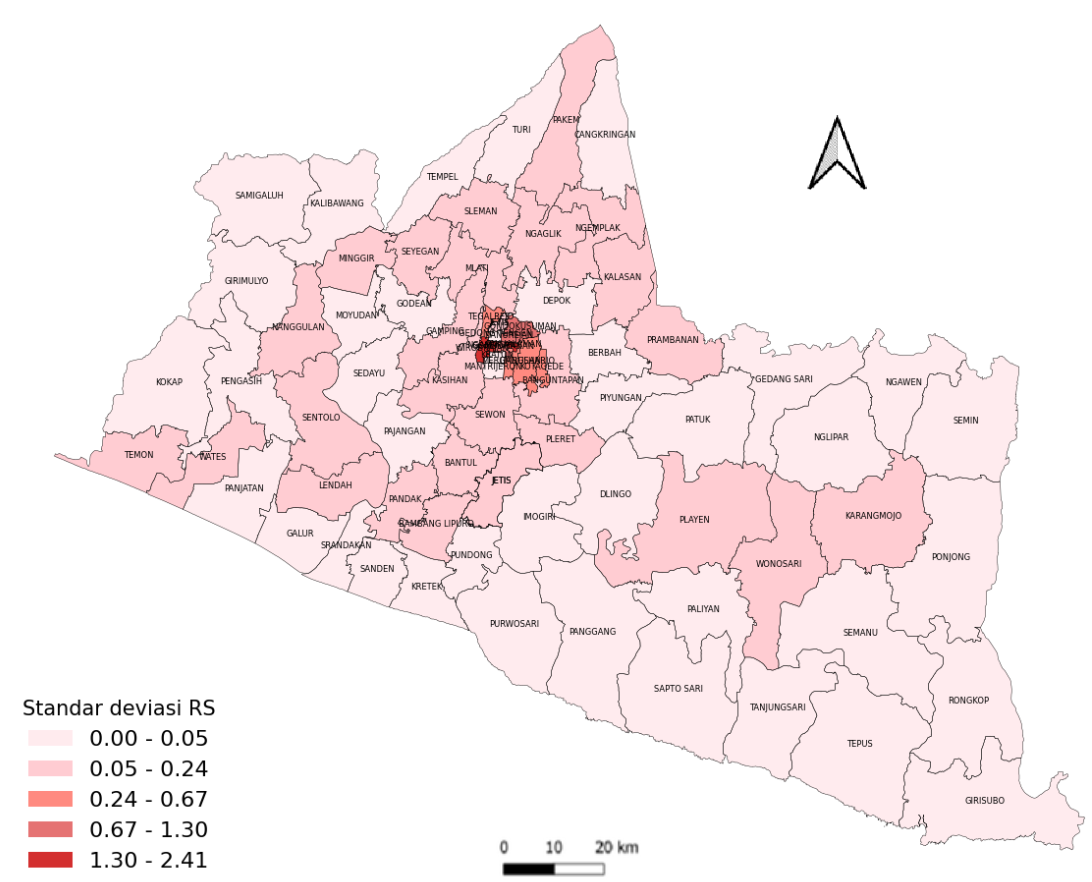 PAKEM
TURI
CANGKRINGAN
TEMPEL
SAMIGALUH
KALIBAWANG
SLEMAN
NGAGLIK
NGEMPLAK
SEYEGAN
MINGGIR
MLATI
GIRIMULYO
KALASAN
GODEAN
DEPOK
MOYUDAN
TEGALREJO
NANGGULAN
GAMPING
PRAMBANAN
BERBAH
SEDAYU
KASIHAN
BANGUNTAPAN
KOKAP
PENGASIH
GEDANG SARI
NGAWEN
PIYUNGAN
SENTOLO
SEWON
PATUK
SEMIN
PAJANGAN
NGLIPAR
PLERET
TEMON
WATES
BANTUL
JETIS
PANJATAN
LENDAH
PANDAK
DLINGO
IMOGIRI
PLAYEN
KARANGMOJO
BAMBANG LIPURO
GALUR
SRANDAKAN
PUNDONG
PONJONG
SANDEN
WONOSARI
KRETEK
PALIYAN
PURWOSARI
PANGGANG
SEMANU
SAPTO SARI
RONGKOP
TANJUNGSARI
TEPUS
GIRISUBO
Standar deviasi RS
0.00 - 0.05
0.05 - 0.24
0.24 - 0.67
0.67 - 1.30
1.30 - 2.41
0 10 20 km